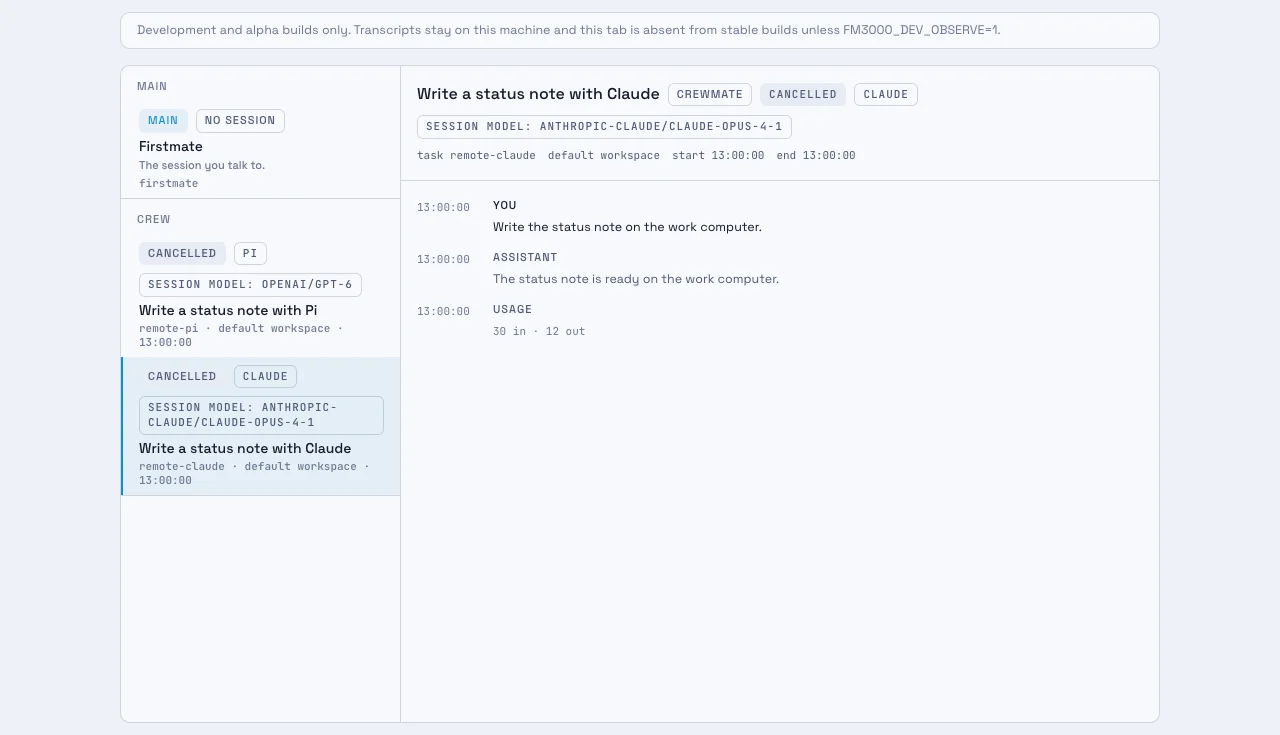 Development and alpha builds only. Transcripts stay on this machine and this tab is absent from stable builds unless FM3000_DEV_OBSERVE=1.
MAIN
MAIN NO SESSION
Firstmate
The session you talk to.
firstmate
CREW
CANCELLED PI
SESSION MODEL: OPENAI/GPT-6
Write a status note with Pi
remote-pi · default workspace ·
13:00:00
CANCELLED CLAUDE
SESSION MODEL: ANTHROPIC-
CLAUDE/CLAUDE-OPUS-4-1
Write a status note with Claude
remote-claude · default workspace ·
13:00:00
Write a status note with Claude CREWMATE CANCELLED CLAUDE
SESSION MODEL: ANTHROPIC-CLAUDE/CLAUDE-OPUS-4-1
task remote-claude default workspace start 13:00:00 end 13:00:00
13:00:00 YOU
Write the status note on the work computer.
13:00:00 ASSISTANT
The status note is ready on the work computer.
13:00:00 USAGE
30 in · 12 out